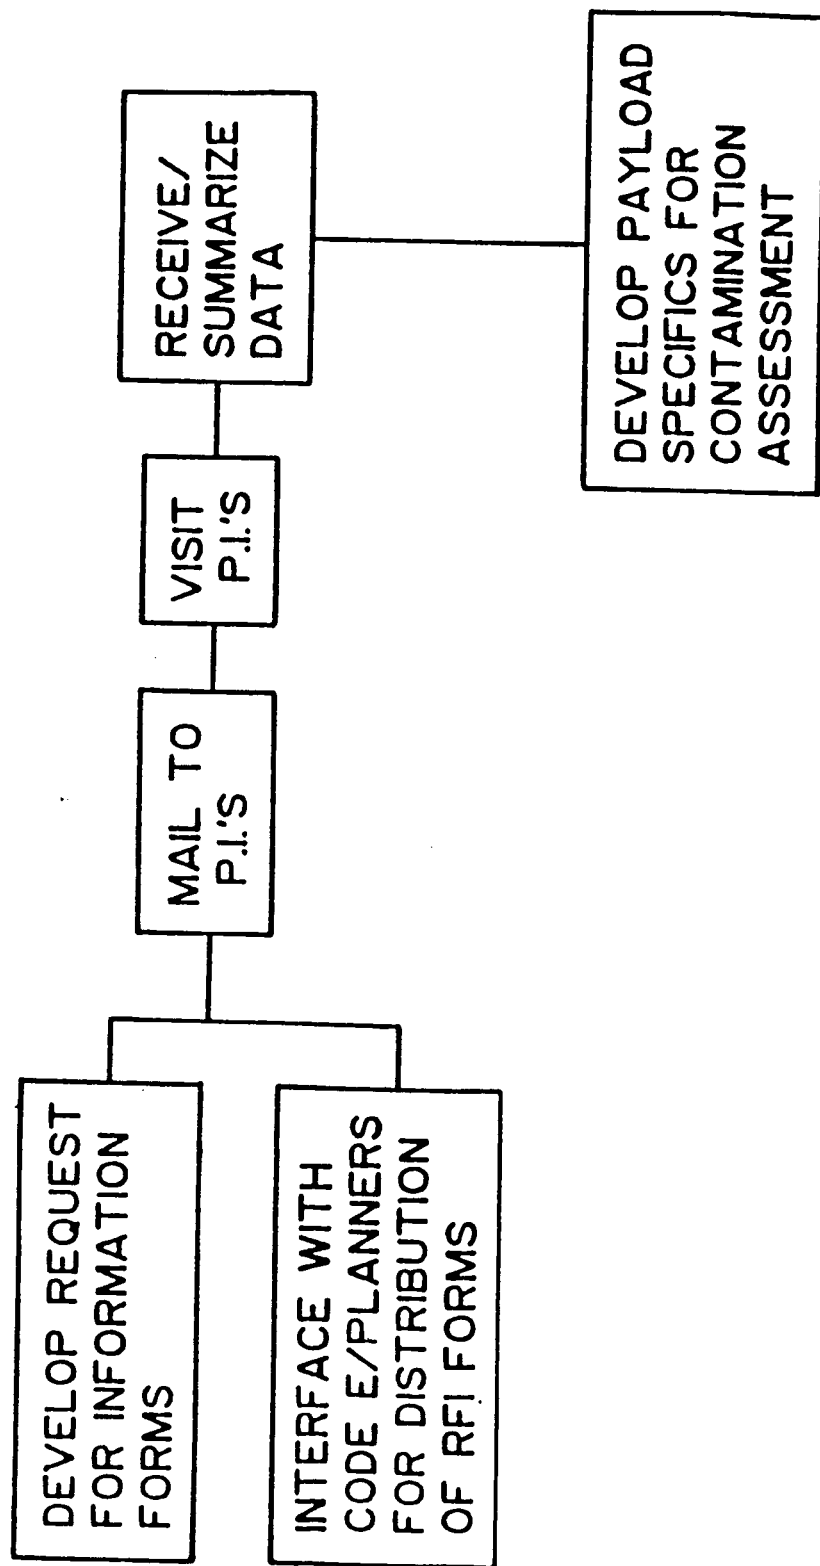 DEVELOP REQUEST
FOR INFORMATION
FORMS
INTERFACE WITH
CODE E/PLANNERS
FOR DISTRIBUTION
OF RFI FORMS
MAIL TO
P.I.'S
VISIT
P.I.'S
RECEIVE/
SUMMARIZE
DATA
DEVELOP PAYLOAD
SPECIFICS FOR
CONTAMINATION
ASSESSMENT